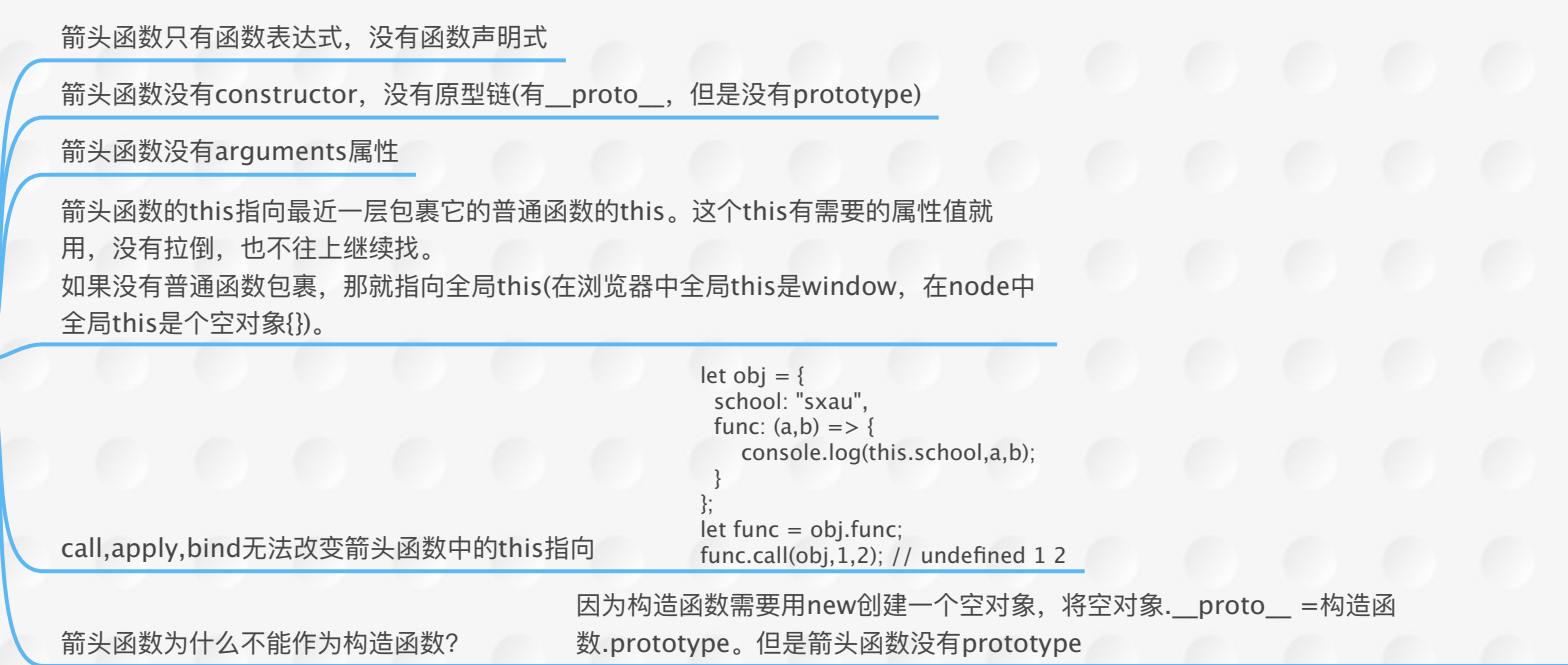 箭头函数只有函数表达式，没有函数声明式
箭头函数没有constructor，没有原型链(有__proto__，但是没有prototype)
箭头函数没有arguments属性
箭头函数的this指向最近一层包裹它的普通函数的this。这个this有需要的属性值就
用，没有拉倒，也不往上继续找。
如果没有普通函数包裹，那就指向全局this(在浏览器中全局this是window，在node中
全局this是个空对象{})。
call,apply,bind无法改变箭头函数中的this指向
let obj = {
school: "sxau",
func: (a,b) => {
console.log(this.school,a,b);
}
};
let func = obj.func;
func.call(obj,1,2); // undefined 1 2
箭头函数为什么不能作为构造函数？
因为构造函数需要用new创建一个空对象，将空对象.__proto__ =构造函
数.prototype。但是箭头函数没有prototype